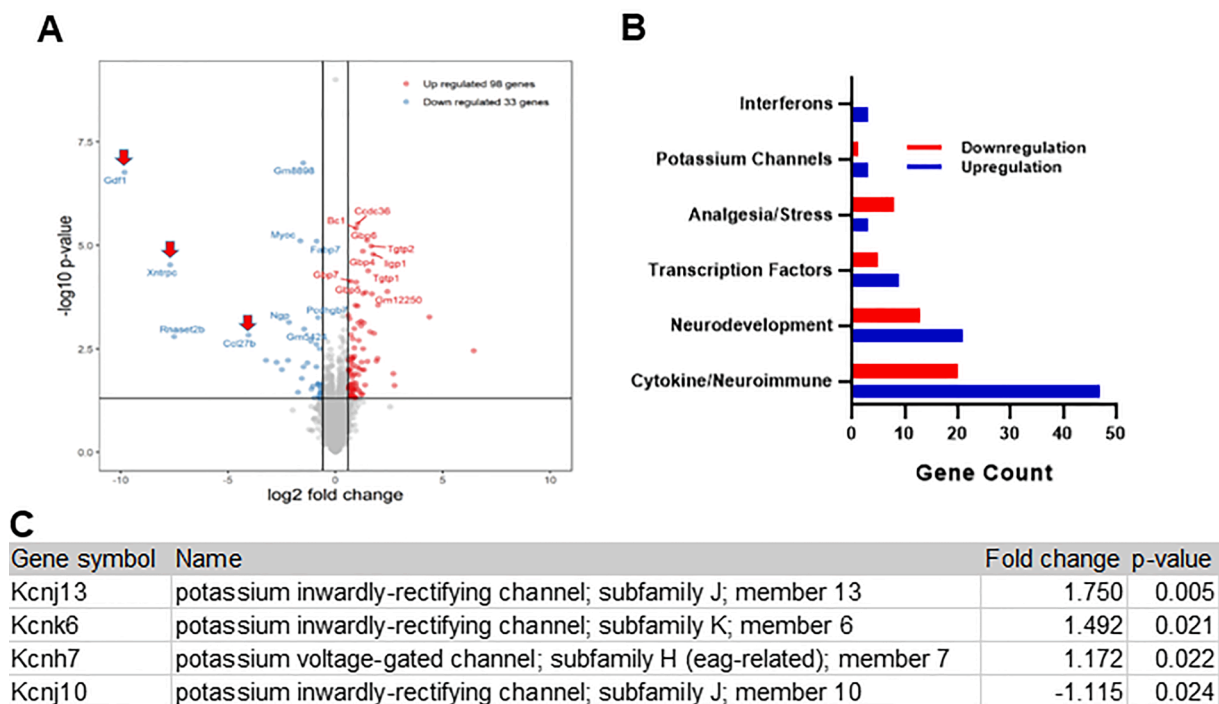 A
Up regulated 98 genes
Down regulated 33 genes
7.5
5.0
2.5
0.0
-log10 p-value
Gdf1
Gm8898
Ccdc36
Bc1
Gbp6
Myoc
Fabp7
Tgtp2
Gbp4
Iigp1
Xntrpc
Gbp7
Tgtp1
Gbp5
Gm12250
Ngp
Rnaset2b
Ccl27b
-10
-5
0
5
10
log2 fold change
B
Interferons
Potassium Channels
Analgesia/Stress
Transcription Factors
Neurodevelopment
Cytokine/Neuroimmune
Downregulation
Upregulation
0 10 20 30 40 50
Gene Count
C
Gene symbol Name Fold change p-value
Kcnj13 potassium inwardly-rectifying channel; subfamily J; member 13 1.750 0.005
Kcnk6 potassium inwardly-rectifying channel; subfamily K; member 6 1.492 0.021
Kcnh7 potassium voltage-gated channel; subfamily H (eag-related); member 7 1.172 0.022
Kcnj10 potassium inwardly-rectifying channel; subfamily J; member 10 -1.115 0.024